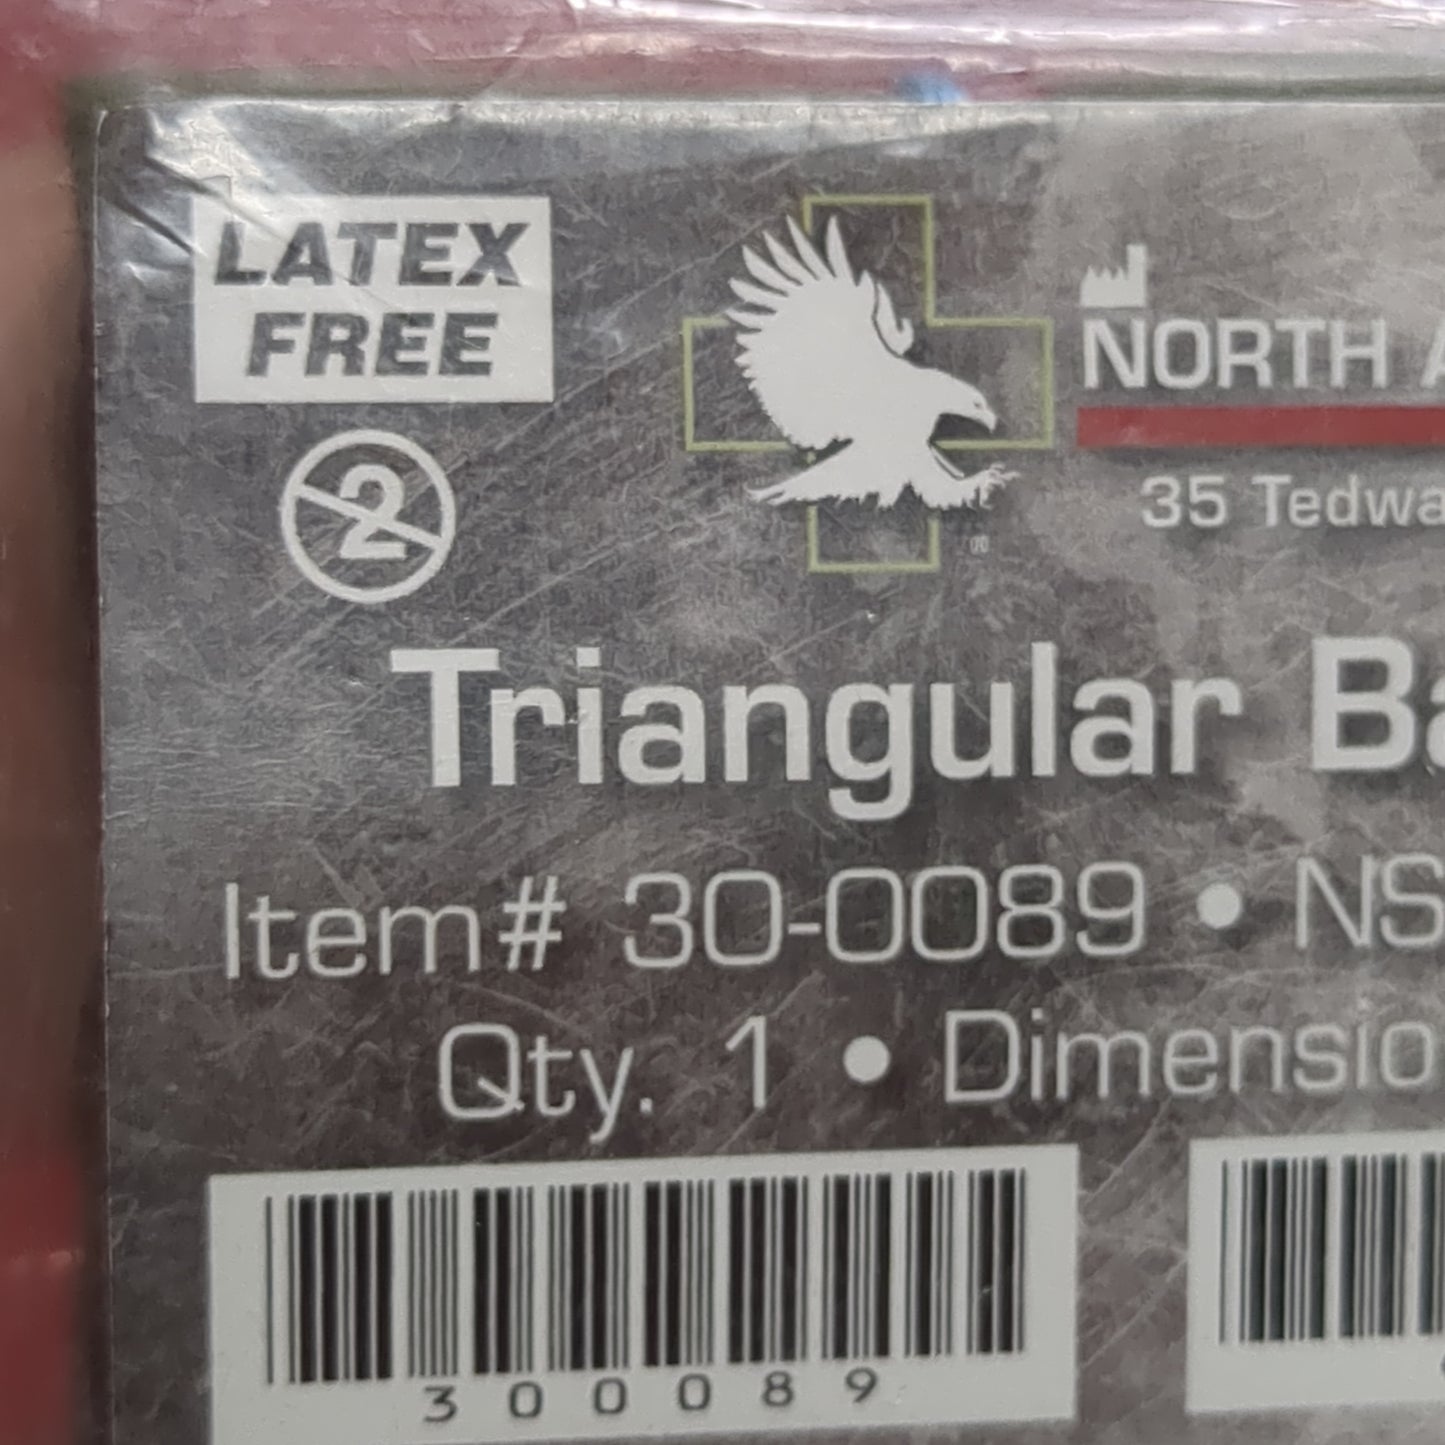 LATEX
FREE
2
NORTH A
35 Tedwa
®
Triangular Ba
Item# 30-0089 • NS
Qty. 1 • Dimensio
300089